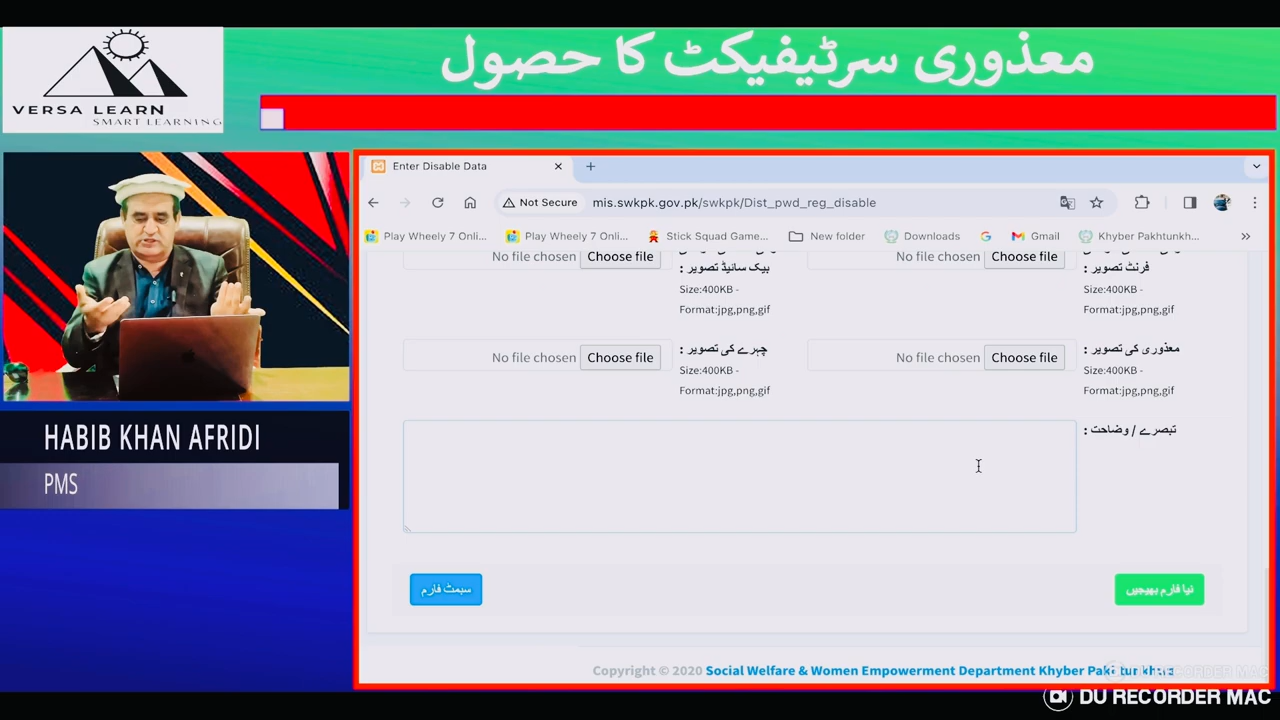 معذوری سرٹیفیکٹ کا حصول
VERSA LEARN
SMART LEARNING
Enter Disable Data
Not Secure
mis.swkpk.gov.pk/swkpk/Dist_pwd_reg_disable
Play Wheely 7 Onli...
Play Wheely 7 Onli...
Stick Squad Game...
New folder
Downloads
Gmail
Khyber Pakhtunkh...
فرنٹ تصویر :
Size:400KB -
Format:jpg,png,gif
Choose file
No file chosen
بیک سائیڈ تصویر :
Size:400KB -
Format:jpg,png,gif
Choose file
No file chosen
معذوری کی تصویر :
Size:400KB -
Format:jpg,png,gif
Choose file
No file chosen
چہرے کی تصویر :
Size:400KB -
Format:jpg,png,gif
Choose file
No file chosen
تبصرے / وضاحت :
نیا فارم بھیجیں
سبمٹ فارم
Copyright © 2020 Social Welfare & Women Empowerment Department Khyber
HABIB KHAN AFRIDI
PMS
DU RECORDER MAC